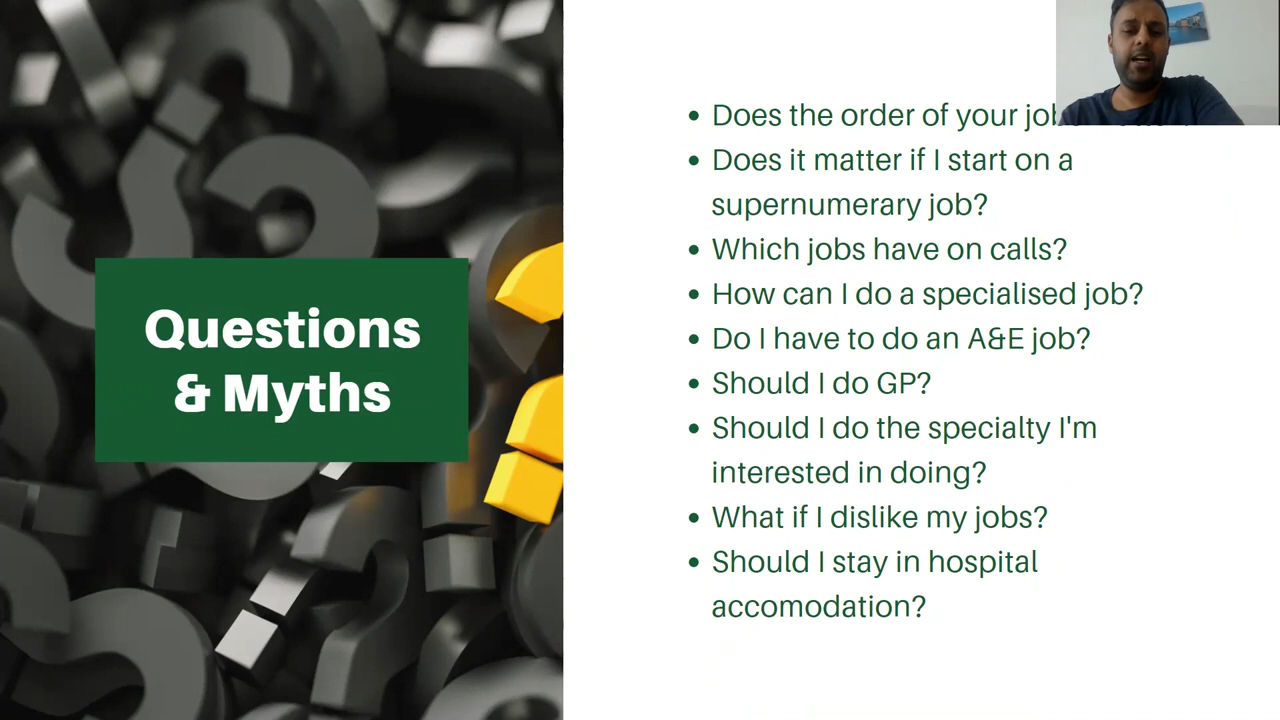 Questions
& Myths
Does the order of your
Does it matter if I start on a
supernumerary job?
Which jobs have on calls?
How can I do a specialised job?
Do I have to do an A&E job?
Should I do GP?
Should I do the specialty I'm
interested in doing?
What if I dislike my jobs?
Should I stay in hospital
accomodation?